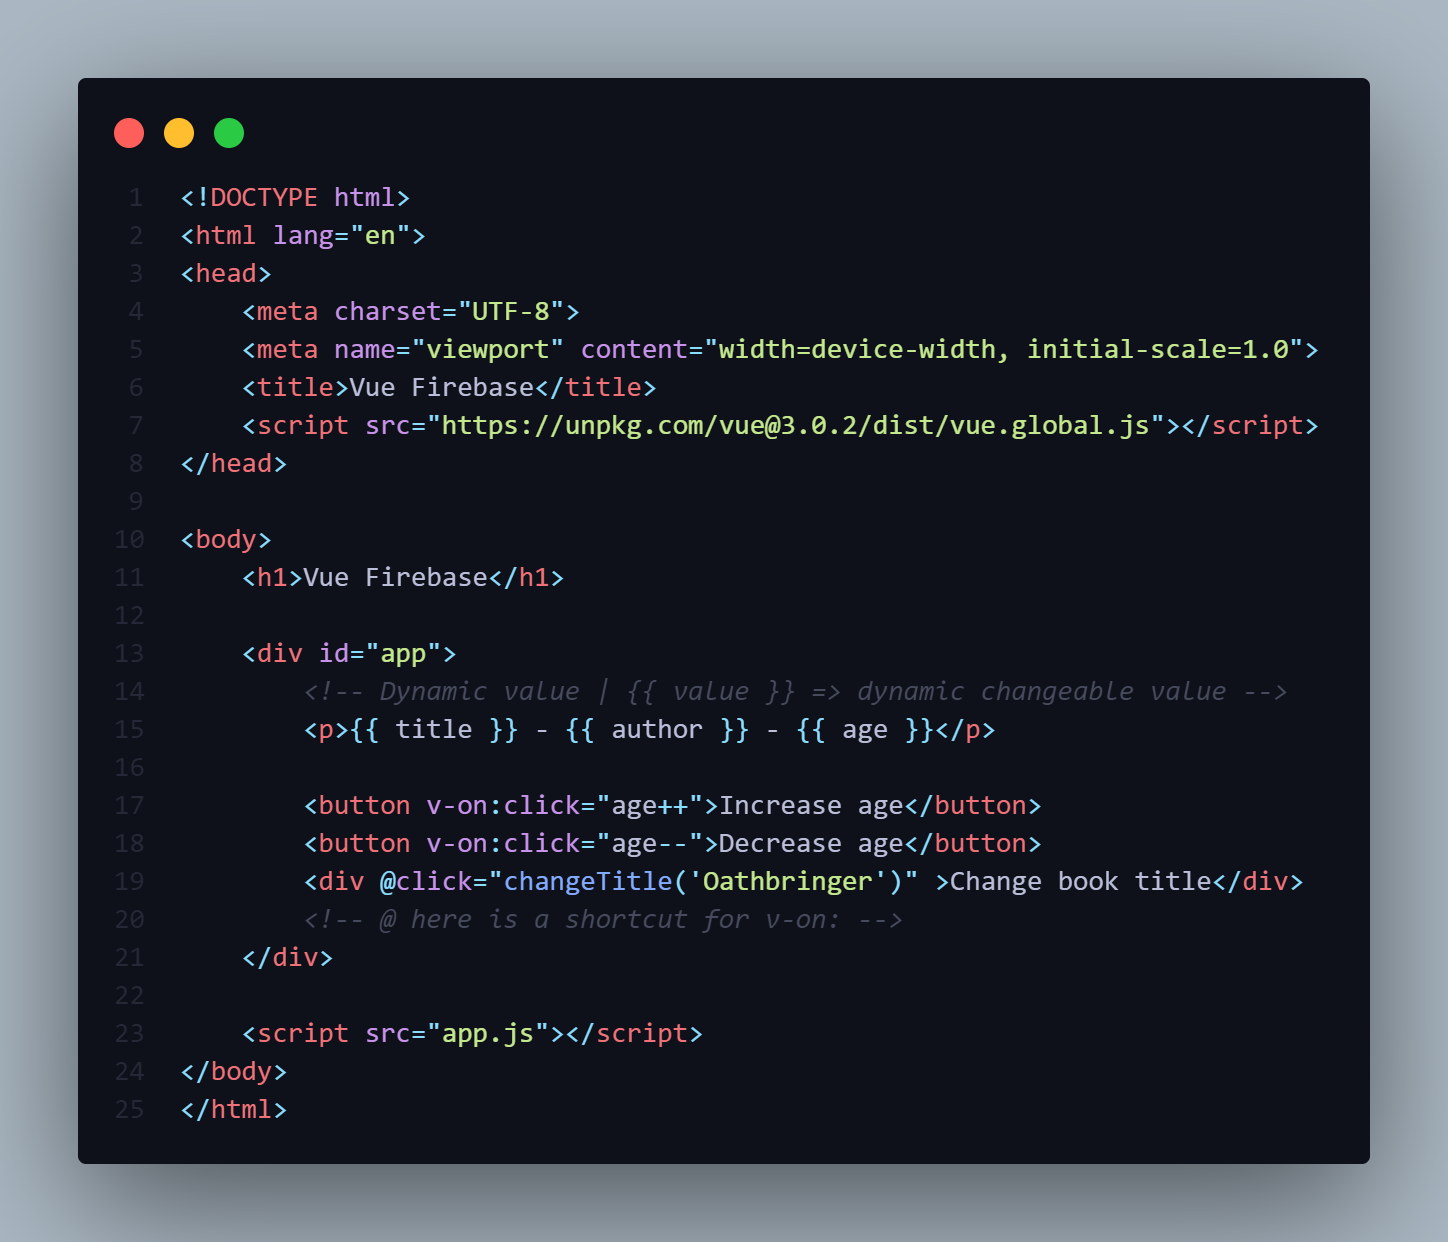 1 <!DOCTYPE html>
2 <html lang="en">
3 <head>
4     <meta charset="UTF-8">
5     <meta name="viewport" content="width=device-width, initial-scale=1.0">
6     <title>Vue Firebase</title>
7     <script src="https://unpkg.com/vue@3.0.2/dist/vue.global.js"></script>
8 </head>
9
10 <body>
11     <h1>Vue Firebase</h1>
12
13     <div id="app">
14         <!-- Dynamic value | {{ value }} => dynamic changeable value -->
15         <p>{{ title }} - {{ author }} - {{ age }}</p>
16
17         <button v-on:click="age++">Increase age</button>
18         <button v-on:click="age--">Decrease age</button>
19         <div @click="changeTitle('Oathbringer')" >Change book title</div>
20         <!-- @ here is a shortcut for v-on: -->
21     </div>
22
23     <script src="app.js"></script>
24 </body>
25 </html>